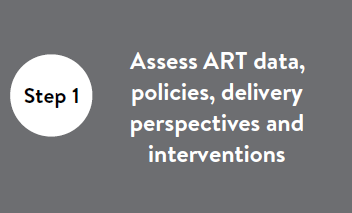 Step 1
Assess ART data,
policies, delivery
perspectives and
interventions